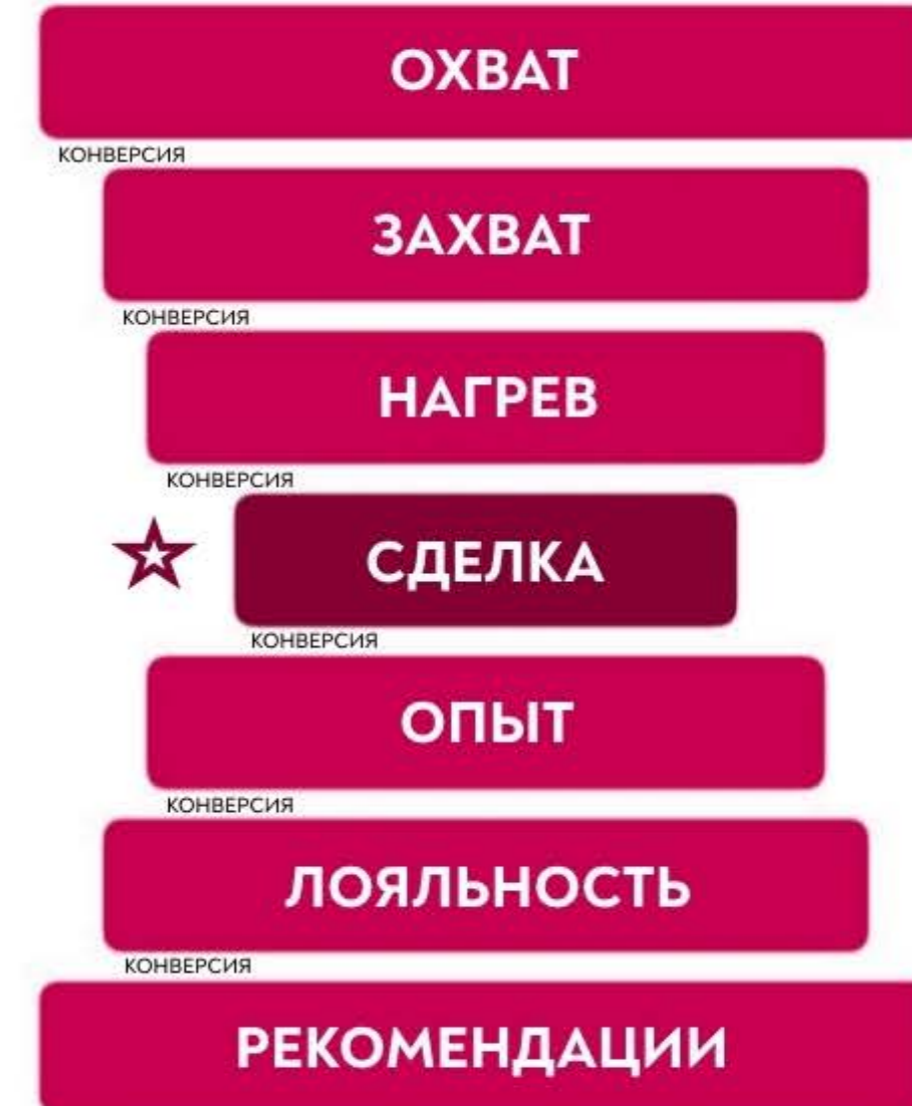 ОХВАТ
КОНВЕРСИЯ
ЗАХВАТ
КОНВЕРСИЯ
НАГРЕВ
КОНВЕРСИЯ
СДЕЛКА
КОНВЕРСИЯ
ОПЫТ
КОНВЕРСИЯ
ЛОЯЛЬНОСТЬ
КОНВЕРСИЯ
РЕКОМЕНДАЦИИ